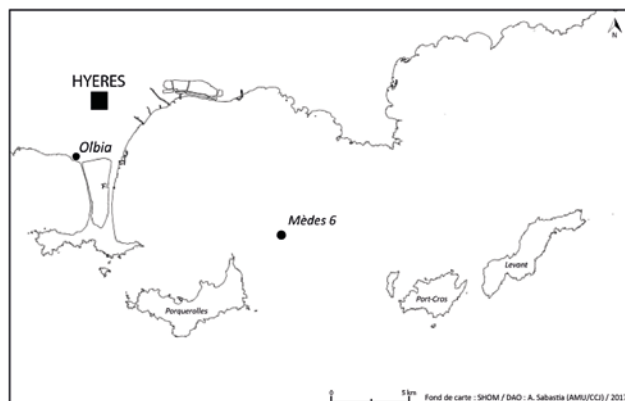 N
HYERES
Olbia
Mèdes 6
Levant
Port-Cros
Porquerolles
0 5 km
Fond de carte : SHOM / DAO : A. Sabastia (AMU/CCJ) / 2017